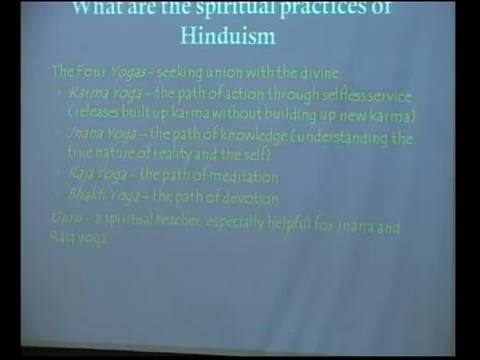 What are the spiritual practices of
Hinduism
The Four Yogas - seeking union with the divine:
Karma Yoga - the path of action through selfless service
(releases built up karma without building up new karma)
Jnana Yoga - the path of knowledge (understanding the
true nature of reality and the self)
Raja Yoga - the path of meditation
Bhakti Yoga - the path of devotion
Guru - a spiritual teacher, especially helpful for Jnana and
Raja yoga